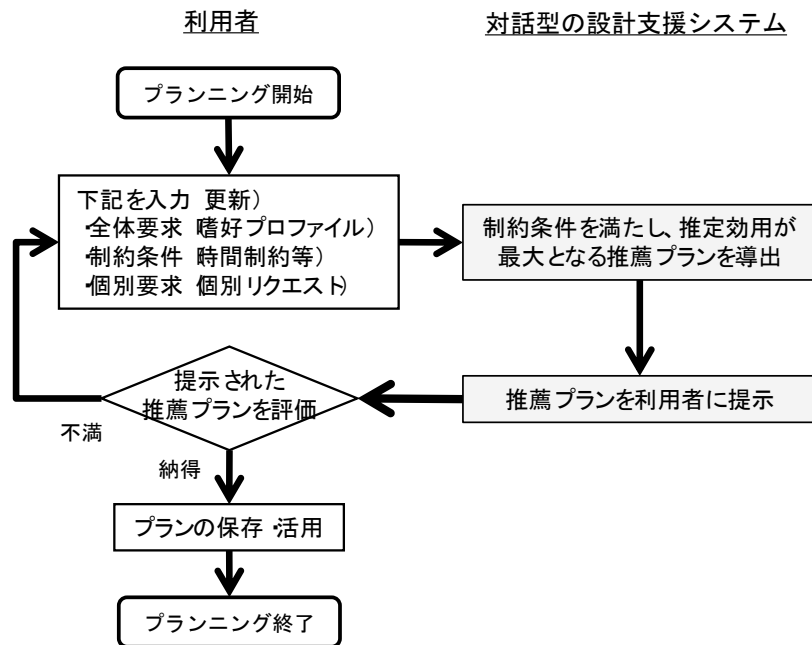 利用者
対話型の設計支援システム
プランニング開始
下記を入力 更新）
・全体要求 嗜好プロファイル）
・制約条件 時間制約等）
・個別要求 個別リクエスト）
制約条件を満たし、推定効用が
最大となる推薦プランを導出
推薦プランを利用者に提示
提示された
推薦プランを評価
不満
納得
プランの保存・活用
プランニング終了